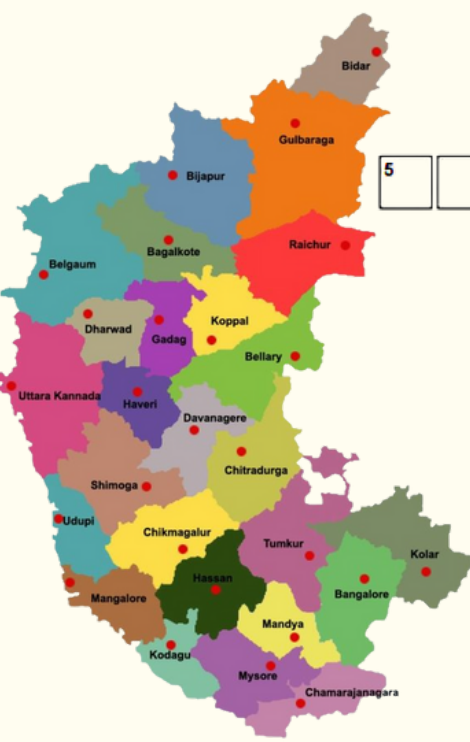 Bidar
Gulbaraga
5
Bijapur
Raichur
Bagalkote
Belgaum
Koppal
Dharwad
Gadag
Bellary
Uttara Kannada
Haveri
Davanagere
Chitradurga
Shimoga
Udupi
Chikmagalur
Tumkur
Kolar
Hassan
Bangalore
Mangalore
Mandya
Kodagu
Mysore
Chamarajanagara